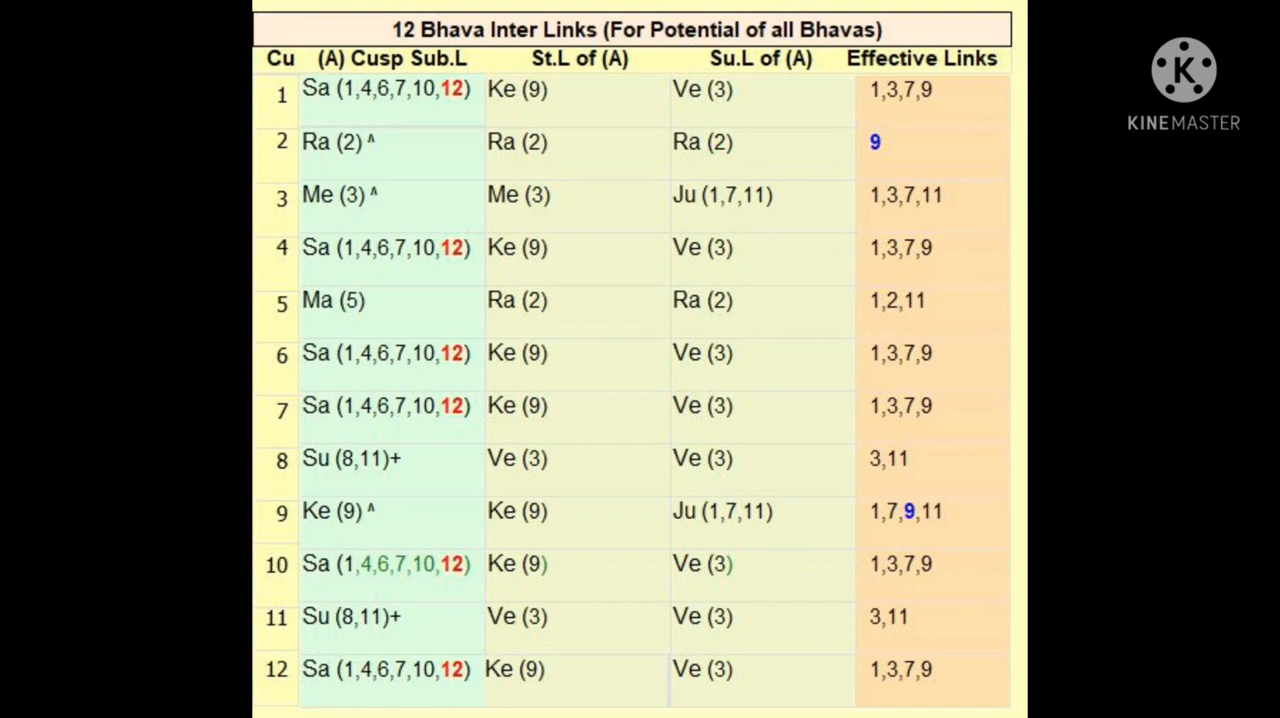 12 Bhava Inter Links (For Potential of all Bhavas)
Cu (A) Cusp Sub.L St.L of (A) Su.L of (A) Effective Links
1 Sa (1,4,6,7,10,12) Ke (9) Ve (3) 1,3,7,9
2 Ra (2) ^ Ra (2) Ra (2) 9
3 Me (3) ^ Me (3) Ju (1,7,11) 1,3,7,11
4 Sa (1,4,6,7,10,12) Ke (9) Ve (3) 1,3,7,9
5 Ma (5) Ra (2) Ra (2) 1,2,11
6 Sa (1,4,6,7,10,12) Ke (9) Ve (3) 1,3,7,9
7 Sa (1,4,6,7,10,12) Ke (9) Ve (3) 1,3,7,9
8 Su (8,11)+ Ve (3) Ve (3) 3,11
9 Ke (9) ^ Ke (9) Ju (1,7,11) 1,7,9,11
10 Sa (1,4,6,7,10,12) Ke (9) Ve (3) 1,3,7,9
11 Su (8,11)+ Ve (3) Ve (3) 3,11
12 Sa (1,4,6,7,10,12) Ke (9) Ve (3) 1,3,7,9
K
KINEMASTER